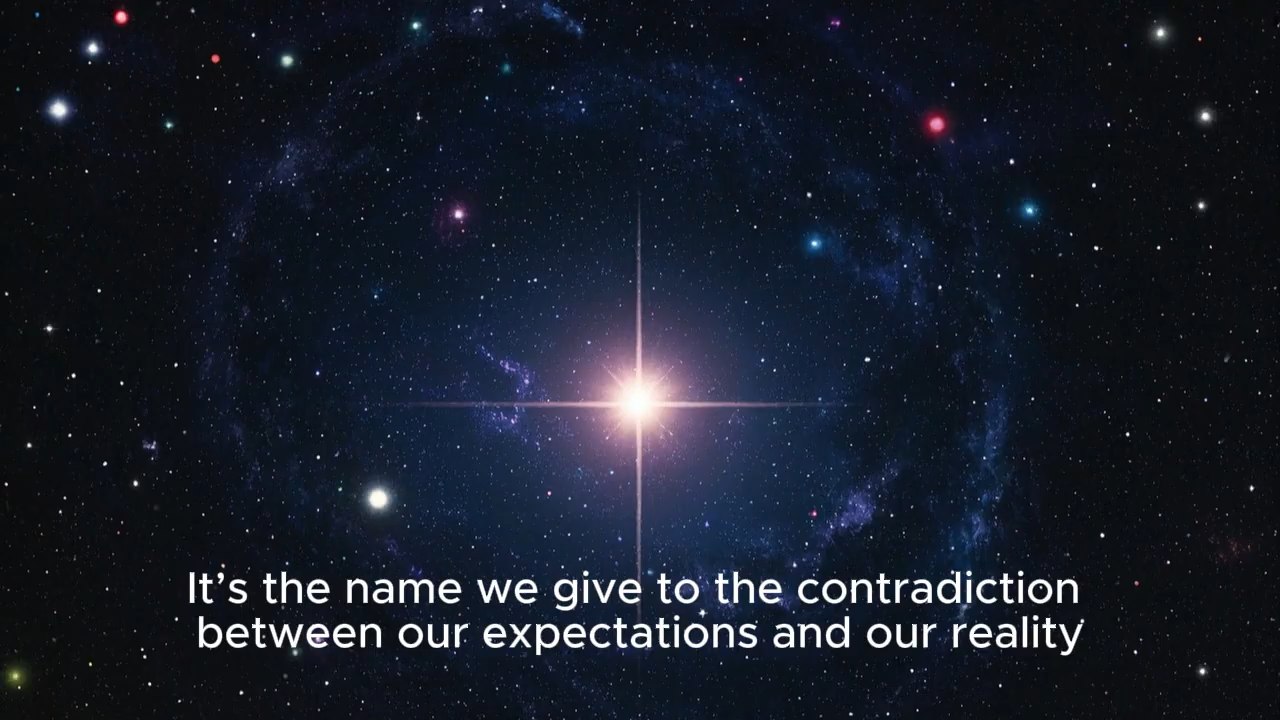 It’s the name we give to the contradiction
between our expectations and our reality